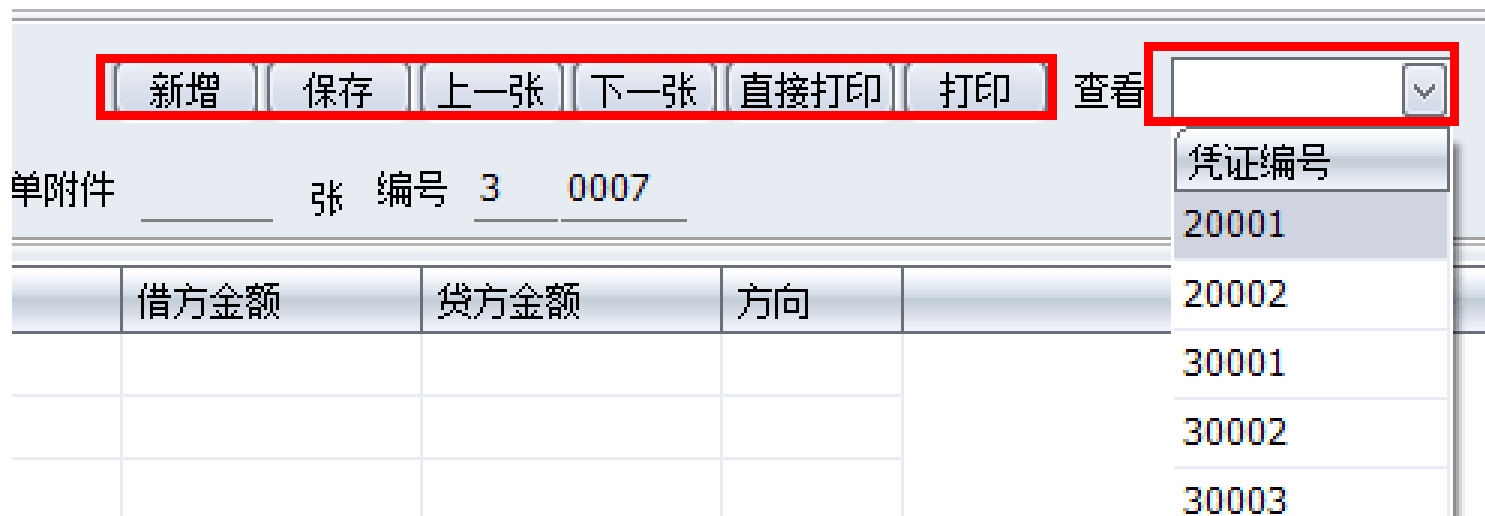 新增 保存 上一张 下一张 直接打印 打印 查看
凭证编号
单附件 张 编号 3 0007
20001
借方金额 贷方金额 方向
20002
30001
30002
30003